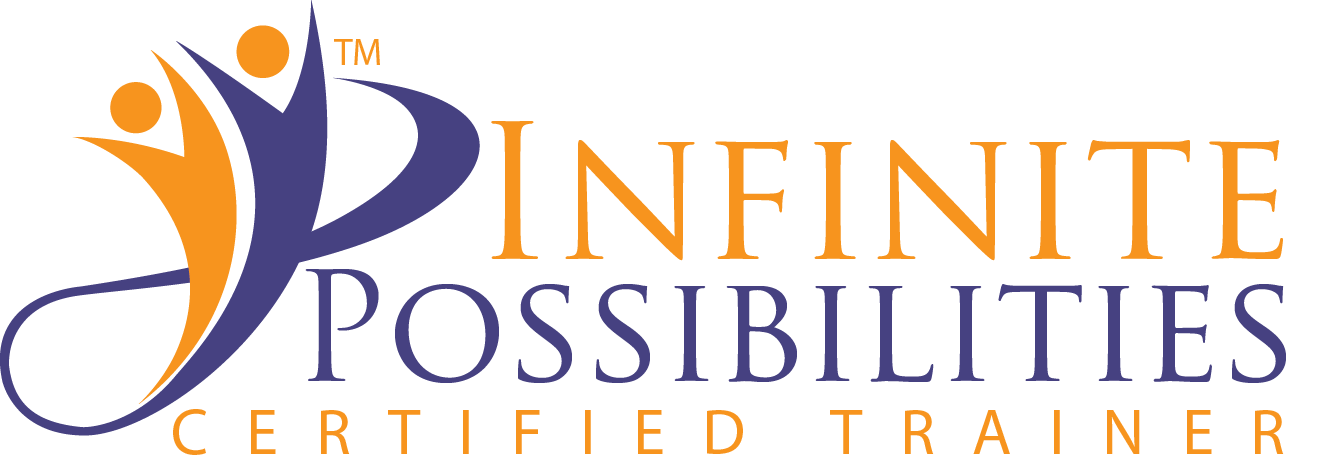 ™
INFINITE
POSSIBILITIES
CERTIFIED TRAINER